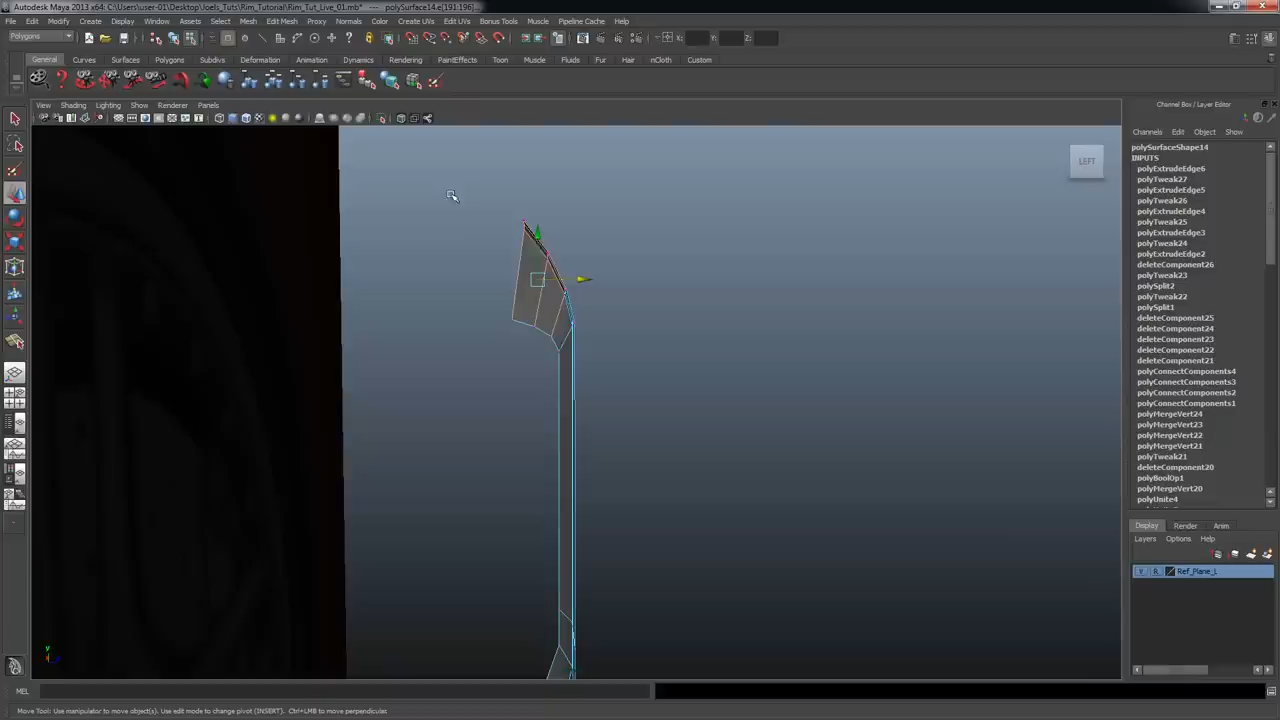 Autodesk Maya 2013 x64: C:\Users\user-01\Desktop\Joels_Tuts\Rim_Tutorial\Rim_Tut_Live_01.mb* --- polySurface14.e[191:196]...
File Edit Modify Create Display Window Assets Select Mesh Edit Mesh Proxy Normals Color Create UVs Edit UVs Bonus Tools Muscle Pipeline Cache Help
Polygons X: Y: Z:
General Curves Surfaces Polygons Subdivs Deformation Animation Dynamics Rendering PaintEffects Toon Muscle Fluids Fur Hair nCloth Custom
View Shading Lighting Show Renderer Panels
LEFT
Channel Box / Layer Editor
Channels Edit Object Show
polySurfaceShape14
INPUTS
polyExtrudeEdge6
polyTweak27
polyExtrudeEdge5
polyTweak26
polyExtrudeEdge4
polyTweak25
polyExtrudeEdge3
polyTweak24
polyExtrudeEdge2
deleteComponent26
polyTweak23
polySplit2
polyTweak22
polySplit1
deleteComponent25
deleteComponent24
deleteComponent23
deleteComponent22
deleteComponent21
polyConnectComponents4
polyConnectComponents3
polyConnectComponents2
polyConnectComponents1
polyMergeVert24
polyMergeVert23
polyMergeVert22
polyMergeVert21
polyTweak21
deleteComponent20
polyBoolOp1
polyMergeVert20
polyUnite4
Display Render Anim
Layers Options Help
V R Ref_Plane_L
y
MEL
Move Tool: Use manipulator to move object(s). Use edit mode to change pivot (INSERT). Ctrl+LMB to move perpendicular.